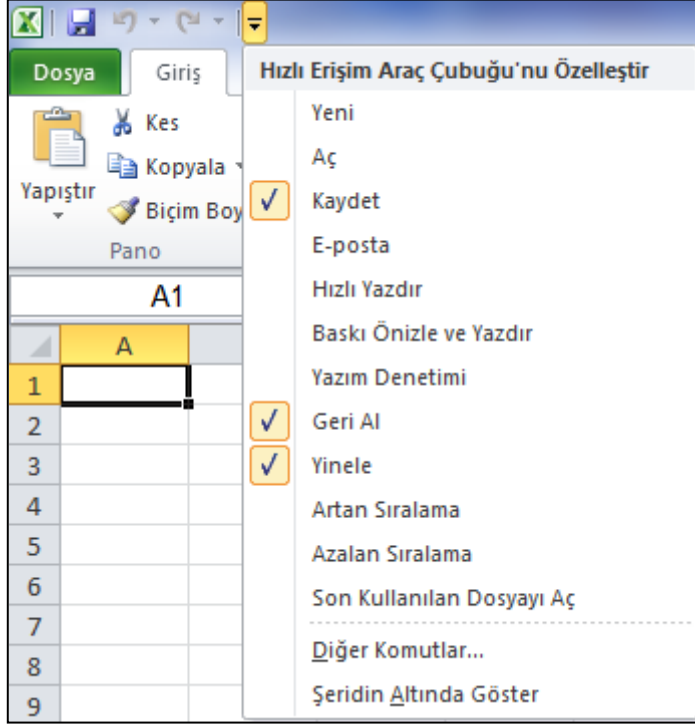 Dosya Giriş
Hızlı Erişim Araç Çubuğu'nu Özelleştir
Yeni
Aç
Kaydet
E-posta
Hızlı Yazdır
Baskı Önizle ve Yazdır
Yazım Denetimi
Geri Al
Yinele
Artan Sıralama
Azalan Sıralama
Son Kullanılan Dosyayı Aç
Diğer Komutlar...
Şeridin Altında Göster
Yapıştır
Kes
Kopyala
Biçim Boy
Pano
A1
A
1
2
3
4
5
6
7
8
9